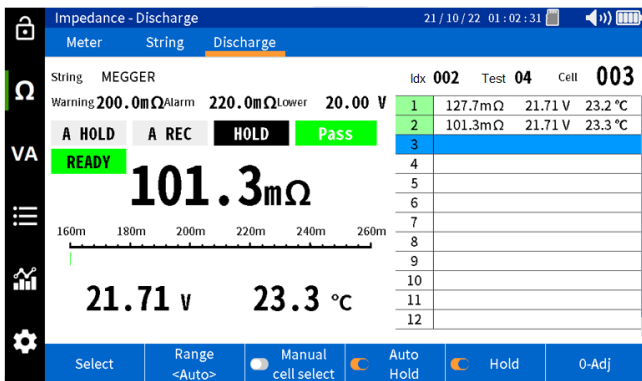 Impedance - Discharge 21/10/22 01:02:31
Meter String Discharge
String MEGGER Idx 002 Test 04 Cell 003
Warning 200.0mΩ Alarm 220.0mΩ Lower 20.00 V
A HOLD A REC HOLD Pass
READY
101.3mΩ
160m 180m 200m 220m 240m 260m
21.71 V 23.3 °C
1 127.7mΩ 21.71 V 23.2 °C
2 101.3mΩ 21.71 V 23.3 °C
3
4
5
6
7
8
9
10
11
12
Ω
VA
Select
Range
<Auto>
Manual
cell select
Auto
Hold
Hold
0-Adj